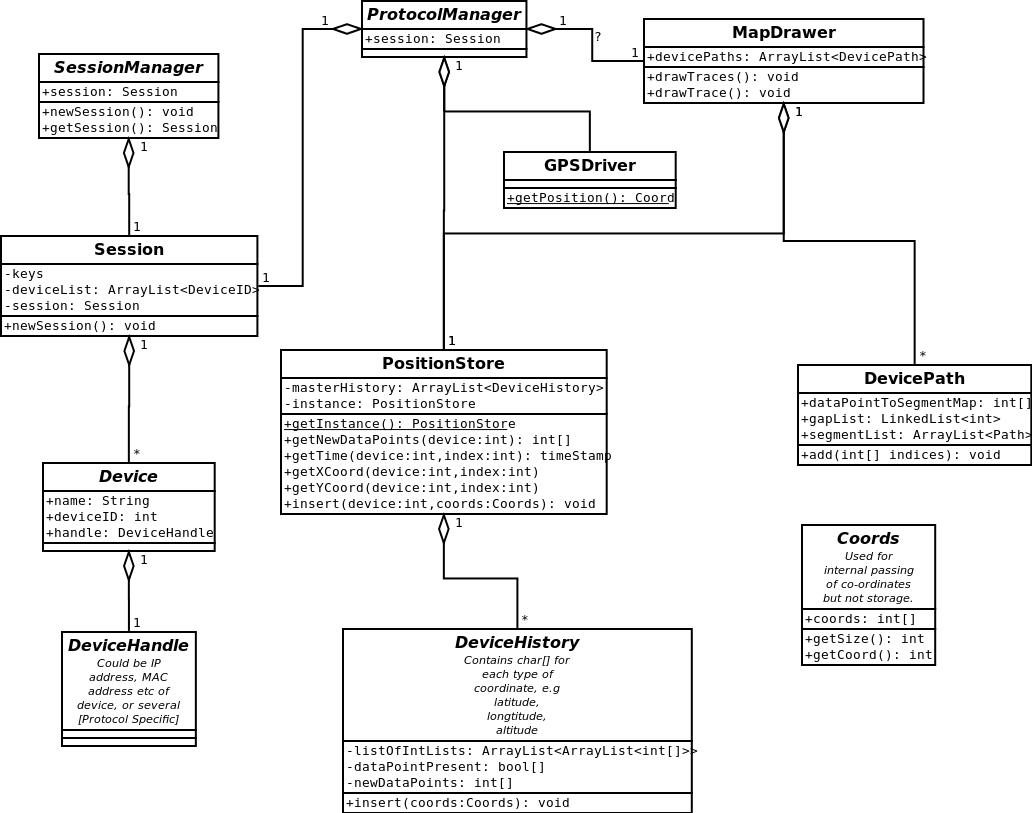 ProtocolManager
+session: Session
1
1
?
1
MapDrawer
+devicePaths: ArrayList<DevicePath>
+drawTraces(): void
+drawTrace(): void
1
SessionManager
+session: Session
+newSession(): void
+getSession(): Session
1
1
1
GPSDriver
+getPosition(): Coord
Session
-keys
-deviceList: ArrayList<DeviceID>
-session: Session
+newSession(): void
1
1
*
1
PositionStore
-masterHistory: ArrayList<DeviceHistory>
-instance: PositionStore
+getInstance(): PositionStore
+getNewDataPoints(device:int): int[]
+getTime(device:int,index:int): timeStamp
+getXCoord(device:int,index:int)
+getYCoord(device:int,index:int)
+insert(device:int,coords:Coords): void
1
*
*
DevicePath
+dataPointToSegmentMap: int[]
+gapList: LinkedList<int>
+segmentList: ArrayList<Path>
+add(int[] indices): void
Device
+name: String
+deviceID: int
+handle: DeviceHandle
1
1
DeviceHandle
Could be IP
address, MAC
address etc of
device, or several
[Protocol Specific]
Coords
Used for
internal passing
of co-ordinates
but not storage.
+coords: int[]
+getSize(): int
+getCoord(): int
DeviceHistory
Contains char[] for
each type of
coordinate, e.g
latitude,
longtitude,
altitude
-listOfIntLists: ArrayList<ArrayList<int[]>>
-dataPointPresent: bool[]
-newDataPoints: int[]
+insert(coords:Coords): void